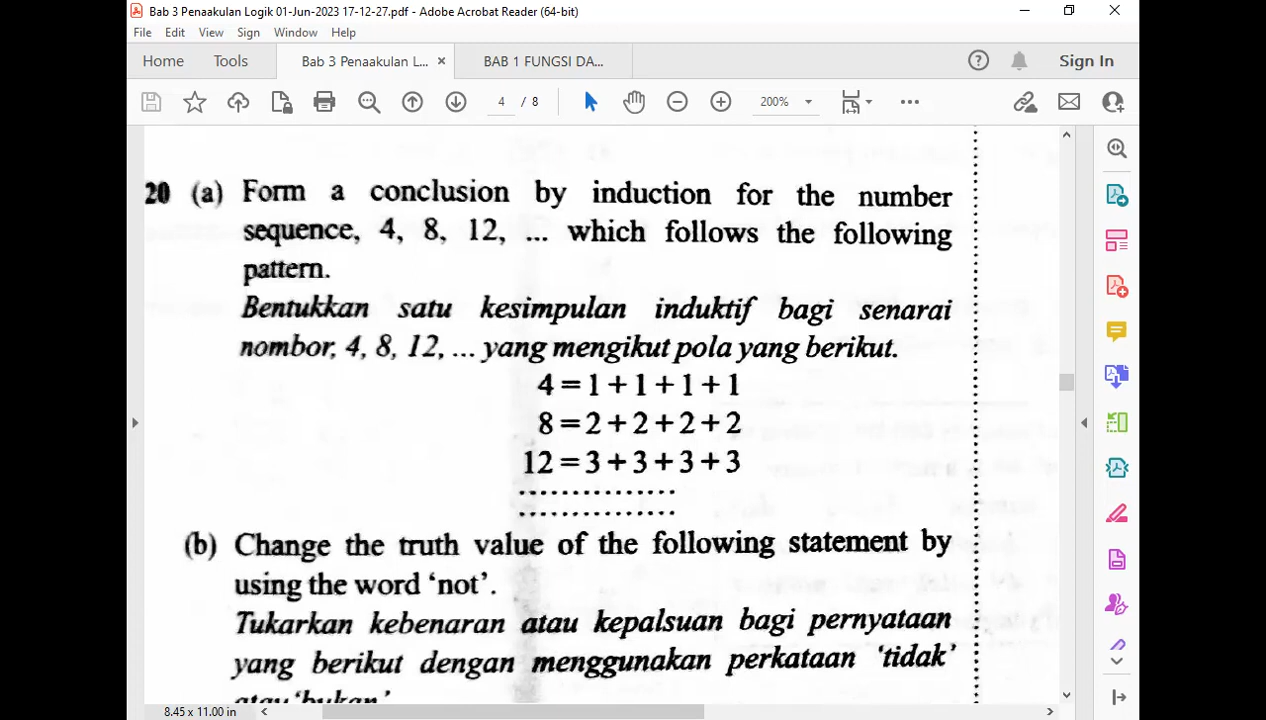 Bab 3 Penaakulan Logik 01-Jun-2023 17-12-27.pdf - Adobe Acrobat Reader (64-bit)
File Edit View Sign Window Help
Home Tools Bab 3 Penaakulan L... × BAB 1 FUNGSI DA... Sign In
4 / 8 200%
20 (a) Form a conclusion by induction for the number
sequence, 4, 8, 12, ... which follows the following
pattern.
Bentukkan satu kesimpulan induktif bagi senarai
nombor, 4, 8, 12, ... yang mengikut pola yang berikut.
4 = 1 + 1 + 1 + 1
8 = 2 + 2 + 2 + 2
12 = 3 + 3 + 3 + 3
..................
..................
(b) Change the truth value of the following statement by
using the word ‘not’.
Tukarkan kebenaran atau kepalsuan bagi pernyataan
yang berikut dengan menggunakan perkataan ‘tidak’
atau ‘bukan’
8.45 x 11.00 in